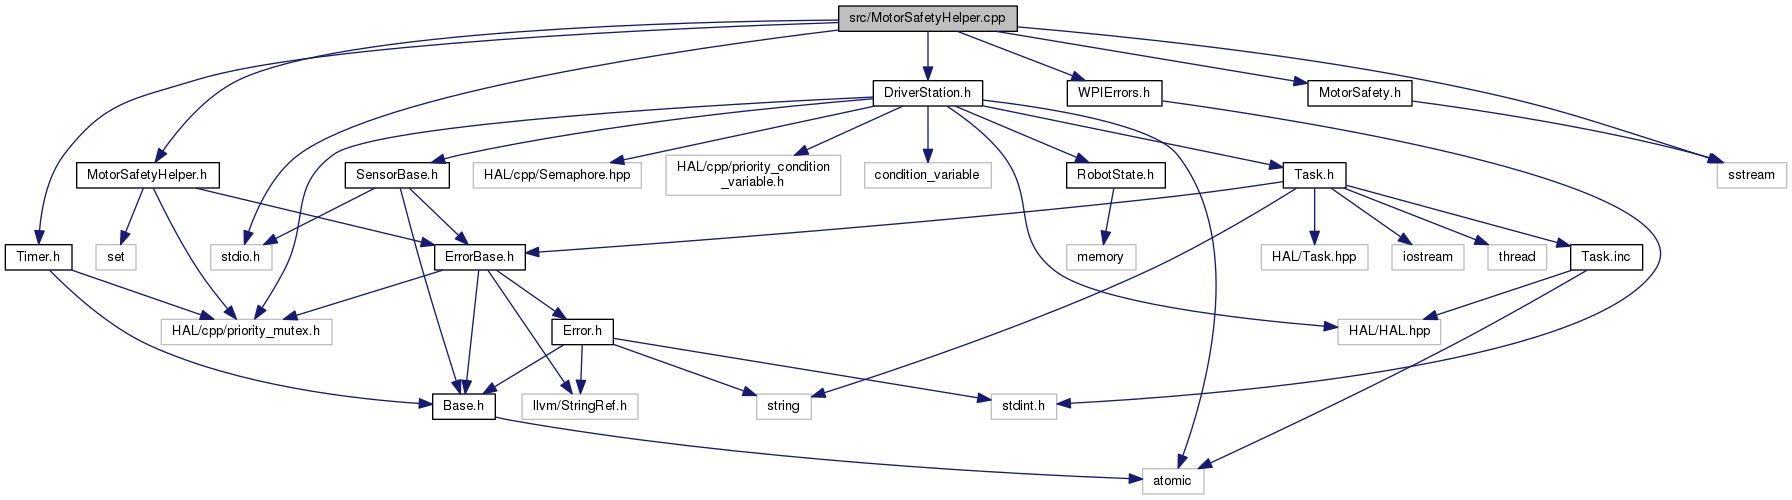 src/MotorSafetyHelper.cpp
DriverStation.h
WPIErrors.h
MotorSafety.h
MotorSafetyHelper.h
SensorBase.h
HAL/cpp/Semaphore.hpp
HAL/cpp/priority_condition
_variable.h
condition_variable
RobotState.h
Task.h
sstream
Timer.h
set
stdio.h
ErrorBase.h
memory
HAL/Task.hpp
iostream
thread
Task.inc
HAL/cpp/priority_mutex.h
Error.h
HAL/HAL.hpp
Base.h
llvm/StringRef.h
string
stdint.h
atomic